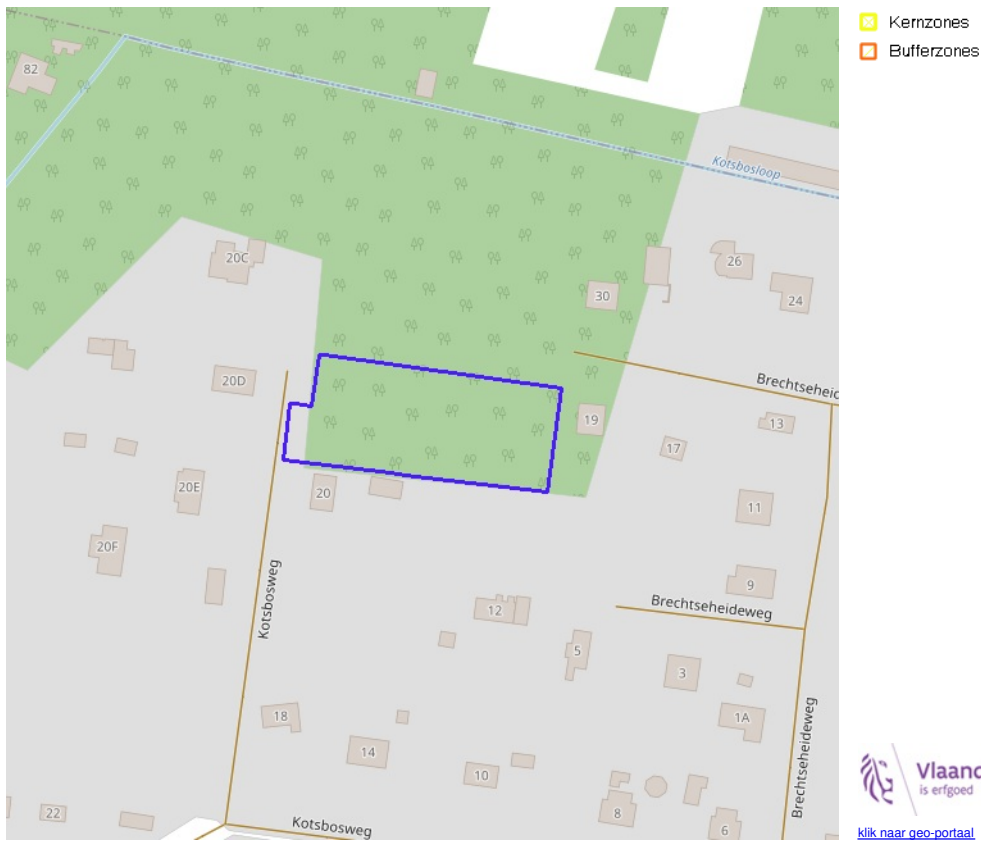 Kernzones
Bufferzones
82
Kotsbosloop
20C
26
30
24
20D
Brechtseheid
19
13
17
20E
20
11
20F
Kotsbosweg
9
Brechtseheideweg
12
5
3
18
1A
14
Brechtseheideweg
10
22
8
6
Kotsbosweg
Vlaand
is erfgoed
klik naar geo-portaal